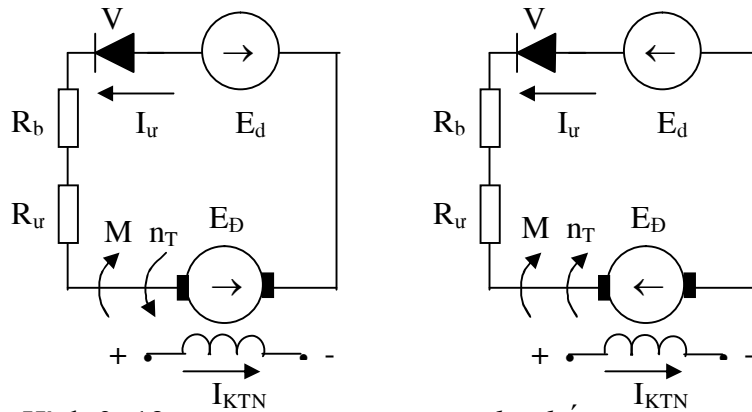 V V
I_ư E_d I_ư E_d
R_b R_b
R_ư R_ư
M n_T E_Đ M n_T E_Đ
+ - + -
I_KTN I_KTN